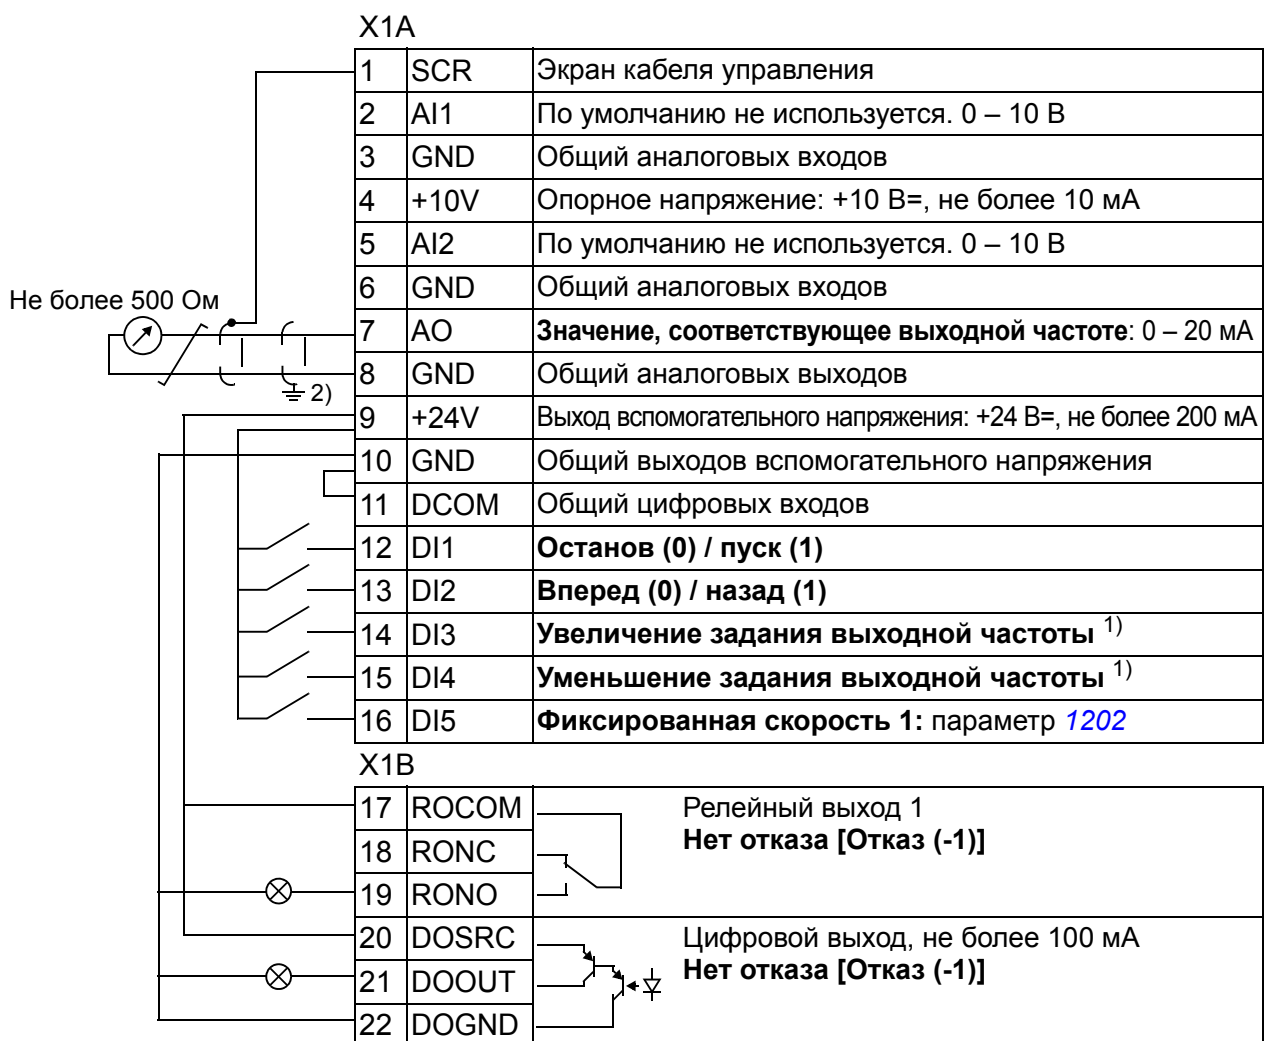 X1A
1 SCR Экран кабеля управления
2 AI1 По умолчанию не используется. 0 – 10 В
3 GND Общий аналоговых входов
4 +10V Опорное напряжение: +10 В=, не более 10 мА
5 AI2 По умолчанию не используется. 0 – 10 В
6 GND Общий аналоговых входов
Не более 500 Ом
7 AO Значение, соответствующее выходной частоте: 0 – 20 мА
8 GND Общий аналоговых выходов
2)
9 +24V Выход вспомогательного напряжения: +24 В=, не более 200 мА
10 GND Общий выходов вспомогательного напряжения
11 DCOM Общий цифровых входов
12 DI1 Останов (0) / пуск (1)
13 DI2 Вперед (0) / назад (1)
14 DI3 Увеличение задания выходной частоты 1)
15 DI4 Уменьшение задания выходной частоты 1)
16 DI5 Фиксированная скорость 1: параметр 1202
X1B
17 ROCOM Релейный выход 1
Нет отказа [Отказ (-1)]
18 RONC
19 RONO
20 DOSRC Цифровой выход, не более 100 мА
Нет отказа [Отказ (-1)]
21 DOOUT
22 DOGND